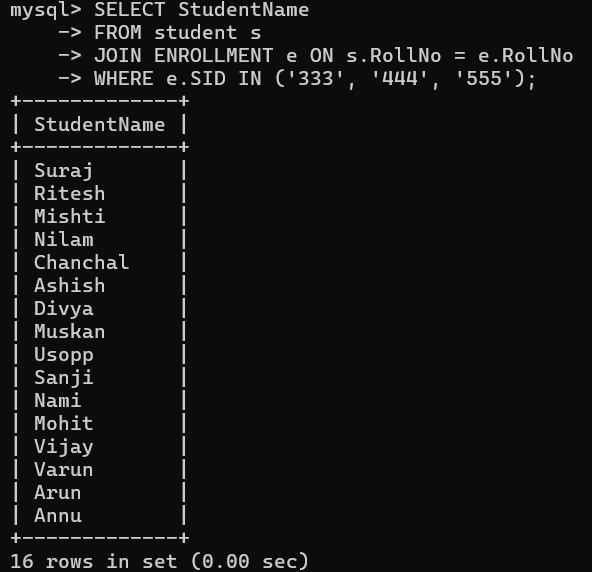 mysql> SELECT StudentName
    -> FROM student s
    -> JOIN ENROLLMENT e ON s.RollNo = e.RollNo
    -> WHERE e.SID IN ('333', '444', '555');
+-------------+
| StudentName |
+-------------+
| Suraj       |
| Ritesh      |
| Mishti      |
| Nilam       |
| Chanchal    |
| Ashish      |
| Divya       |
| Muskan      |
| Usopp       |
| Sanji       |
| Nami        |
| Mohit       |
| Vijay       |
| Varun       |
| Arun        |
| Annu        |
+-------------+
16 rows in set (0.00 sec)